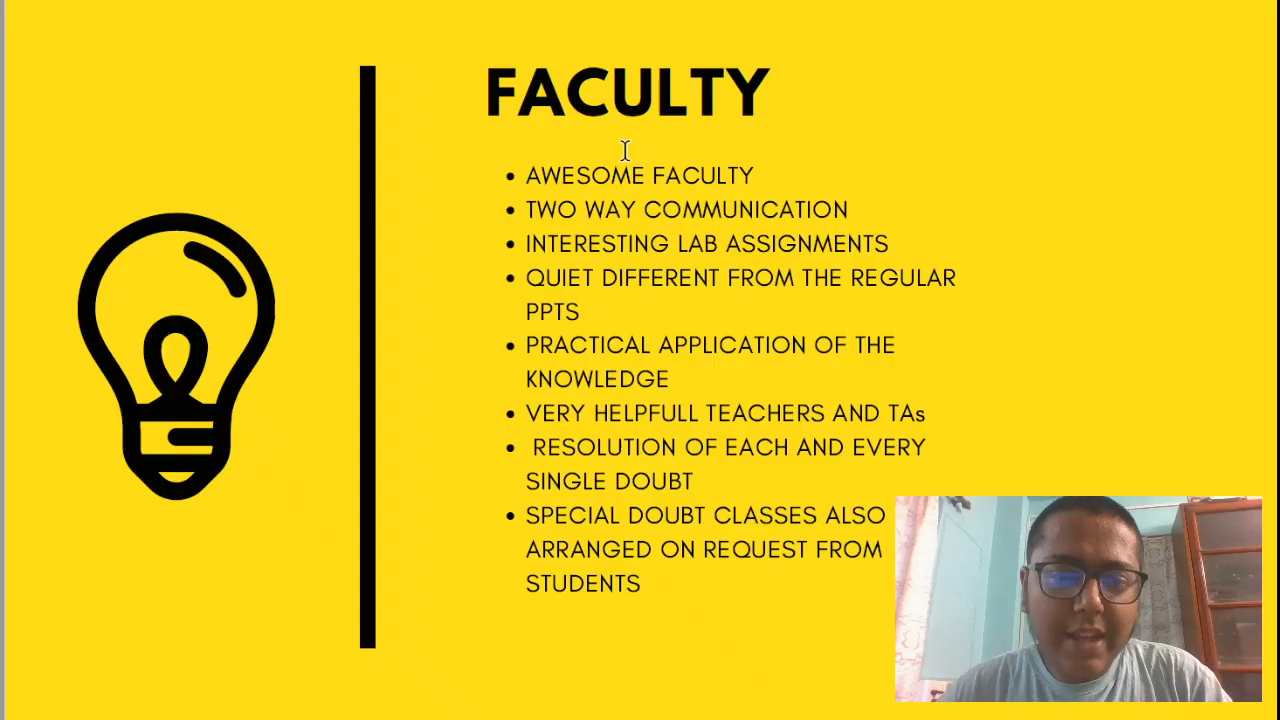 FACULTY
AWESOME FACULTY
TWO WAY COMMUNICATION
INTERESTING LAB ASSIGNMENTS
QUIET DIFFERENT FROM THE REGULAR
PPTS
PRACTICAL APPLICATION OF THE
KNOWLEDGE
VERY HELPFULL TEACHERS AND TAs
RESOLUTION OF EACH AND EVERY
SINGLE DOUBT
SPECIAL DOUBT CLASSES ALSO
ARRANGED ON REQUEST FROM
STUDENTS